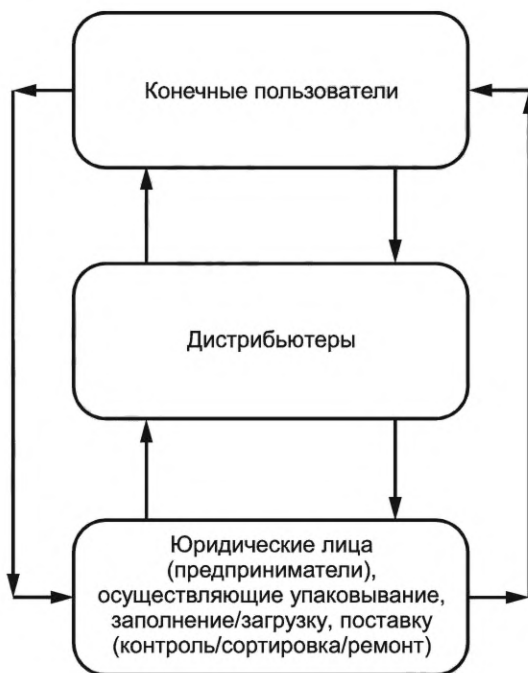 Конечные пользователи
Дистрибьютеры
Юридические лица
(предприниматели),
осуществляющие упаковывание,
заполнение/загрузку, поставку
(контроль/сортировка/ремонт)